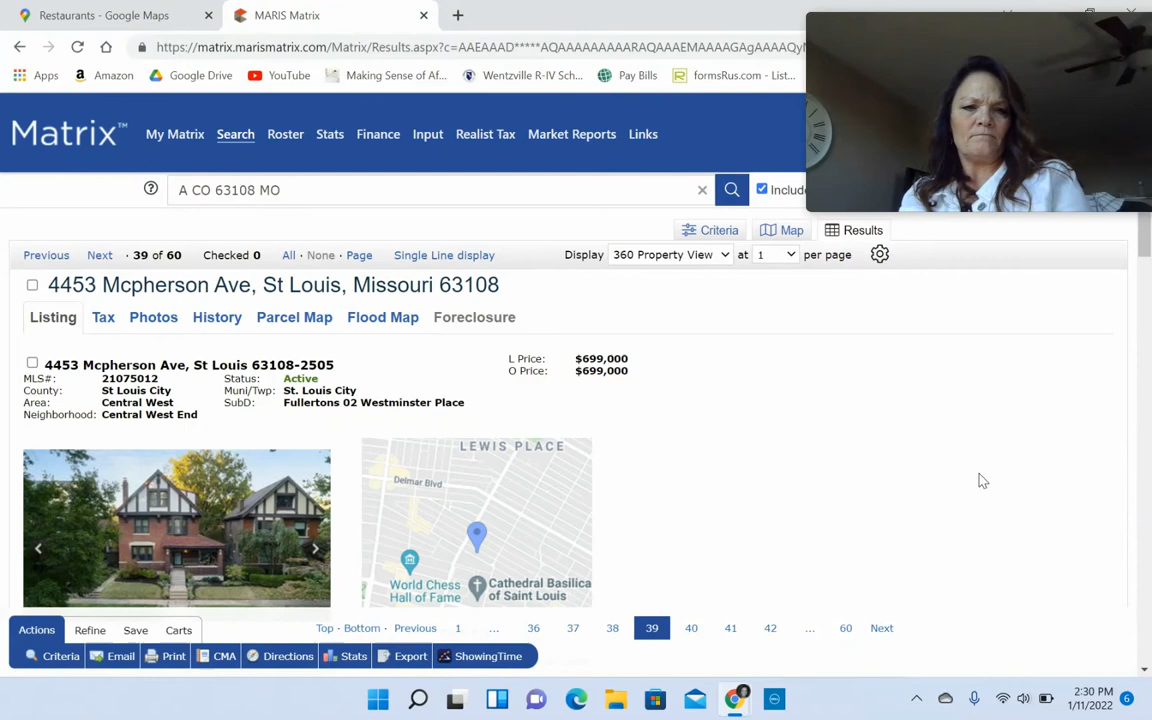 Restaurants - Google Maps
MARIS Matrix
https://matrix.marismatrix.com/Matrix/Results.aspx?c=AAEAAAD*****AQAAAAAAAAARAQAAAEMAAAAGAgAAAAQyM
Apps Amazon Google Drive YouTube Making Sense of Af... Wentzville R-IV Sch... Pay Bills formsRus.com - List...
Matrix™ My Matrix Search Roster Stats Finance Input Realist Tax Market Reports Links
A CO 63108 MO
Include
Criteria Map Results
Previous Next · 39 of 60 Checked 0 All · None · Page Single Line display Display 360 Property View at 1 per page
4453 Mcpherson Ave, St Louis, Missouri 63108
Listing Tax Photos History Parcel Map Flood Map Foreclosure
4453 Mcpherson Ave, St Louis 63108-2505 L Price: $699,000
O Price: $699,000
MLS#: 21075012 Status: Active
County: St Louis City Muni/Twp: St. Louis City
Area: Central West SubD: Fullertons 02 Westminster Place
Neighborhood: Central West End
LEWIS PLACE
Delmar Blvd
World Chess
Hall of Fame
Cathedral Basilica
of Saint Louis
Actions Refine Save Carts
Top · Bottom · Previous 1 ... 36 37 38 39 40 41 42 ... 60 Next
Criteria Email Print CMA Directions Stats Export ShowingTime
2:30 PM
1/11/2022
6